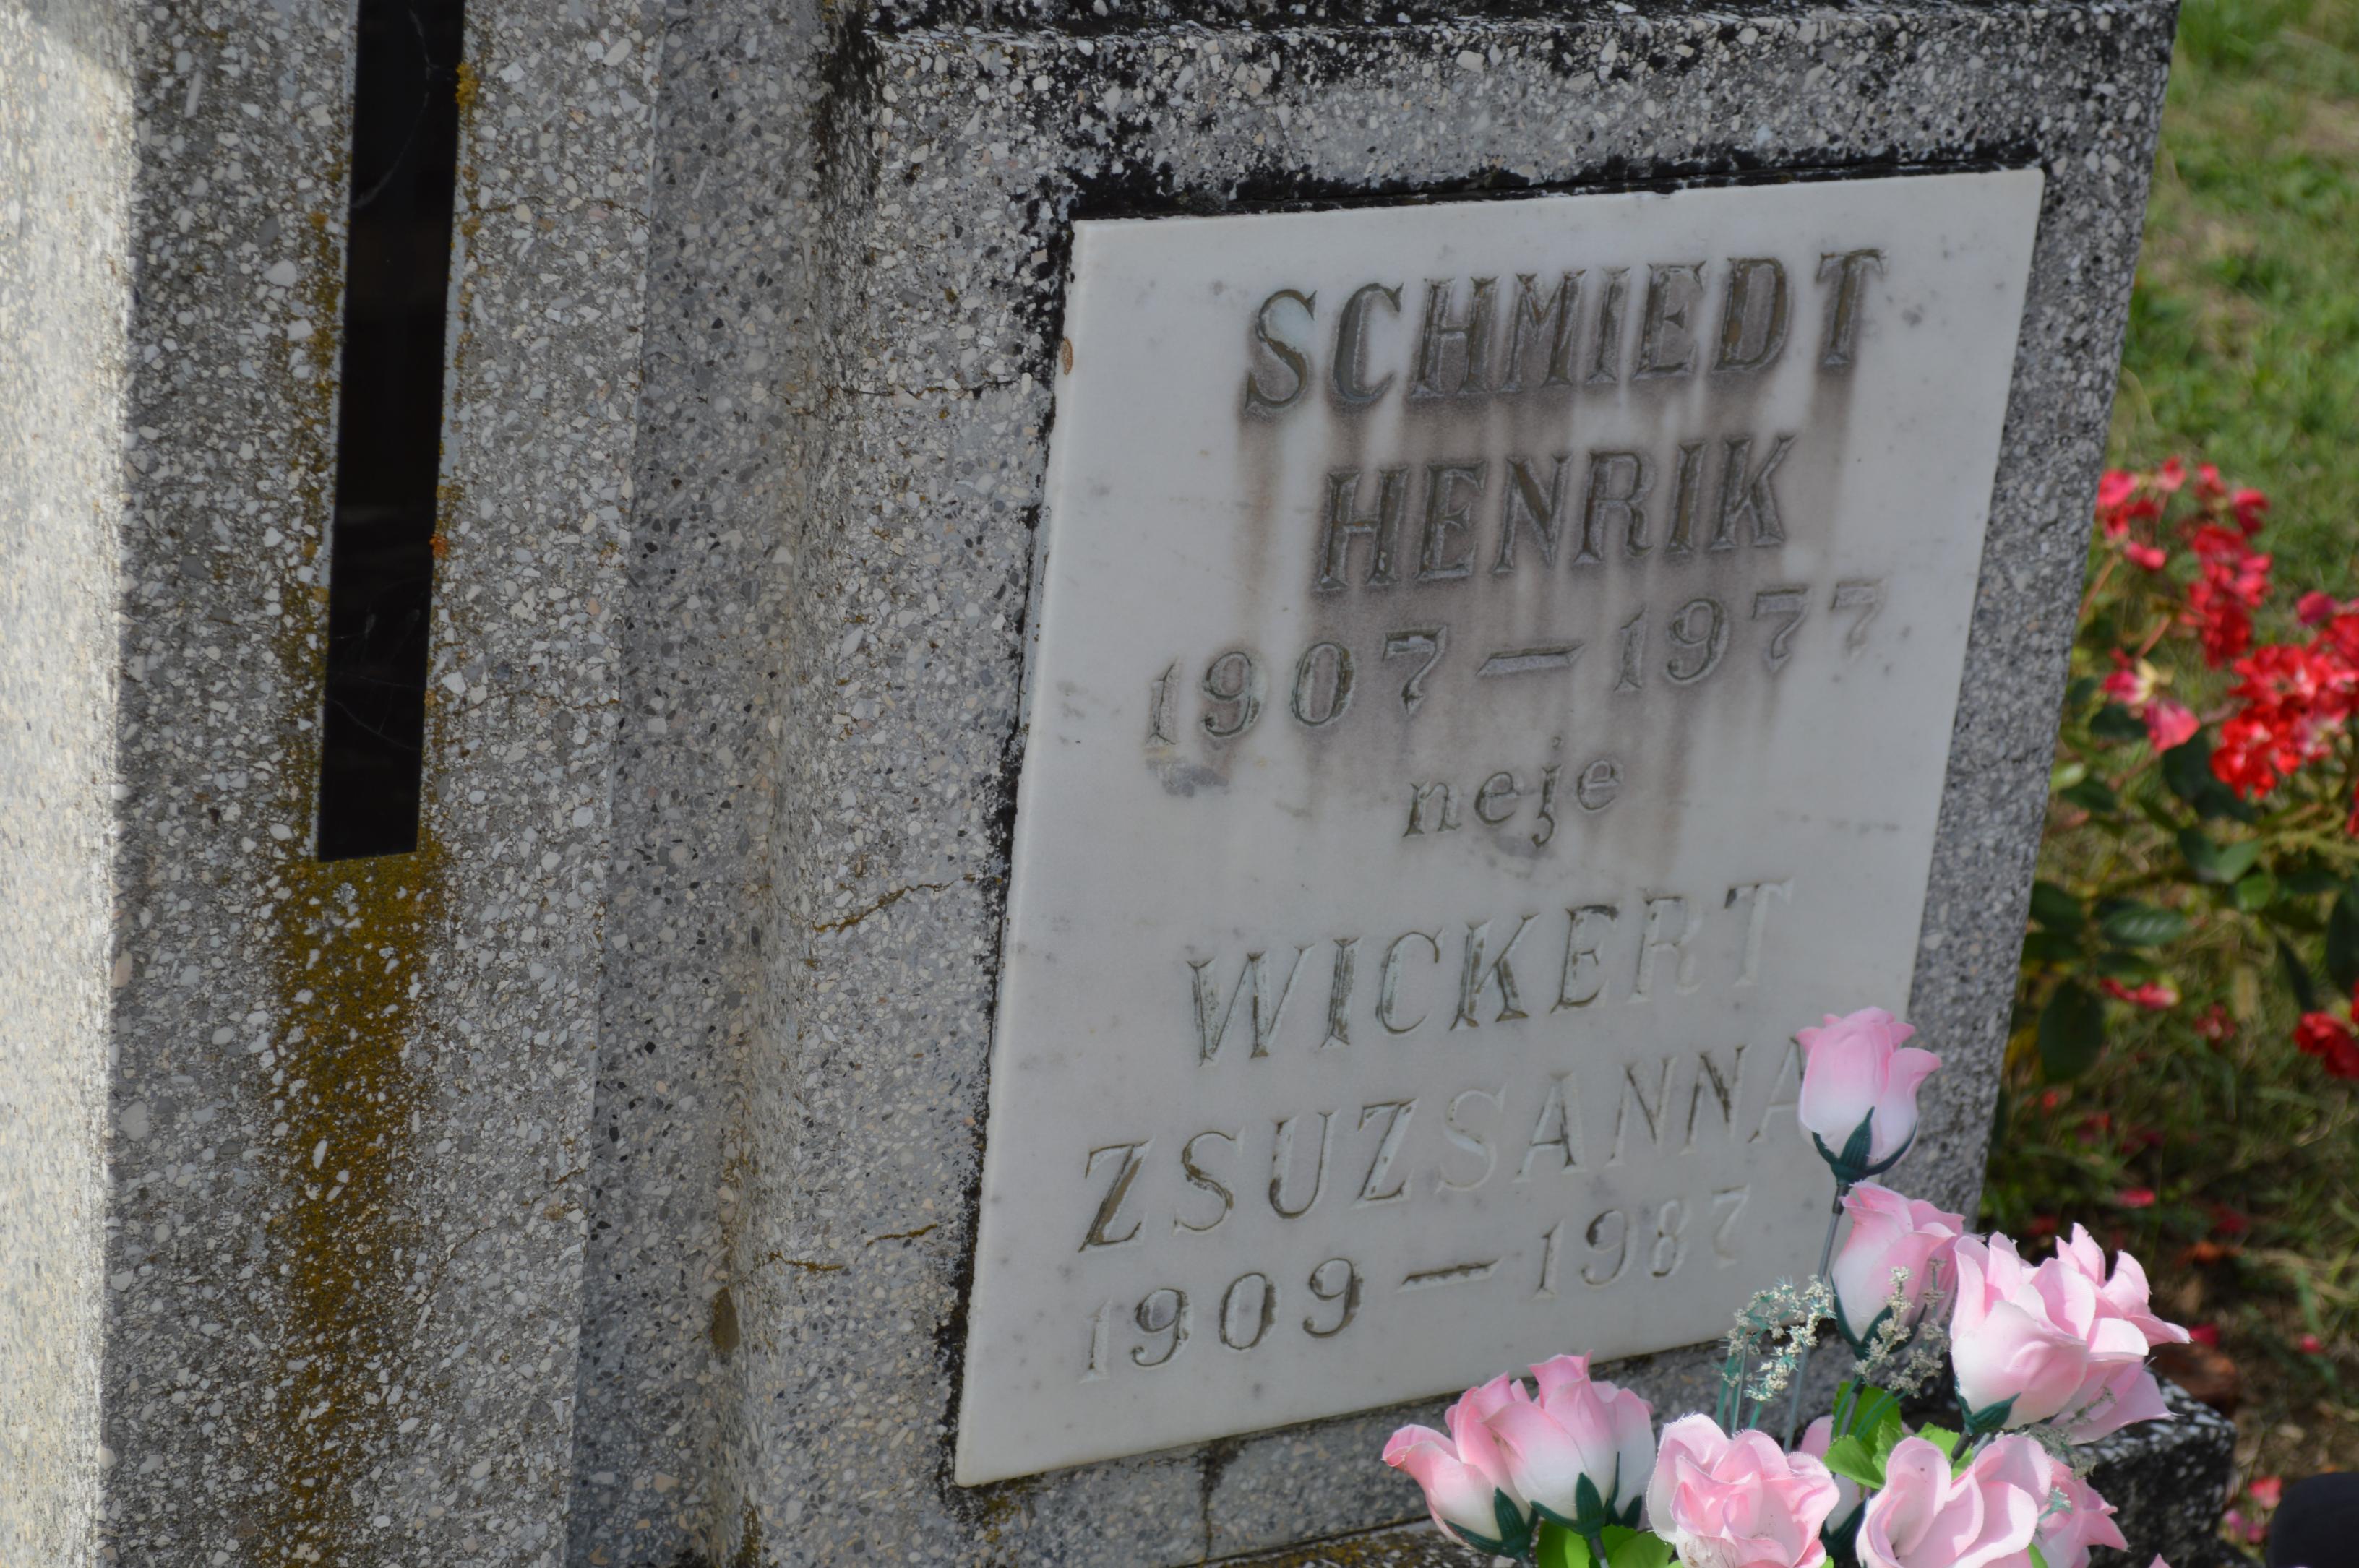 SCHMIEDT
HENRIK
1907 — 1977
neje
WICKERT
ZSUZSANNA
1909 — 1987